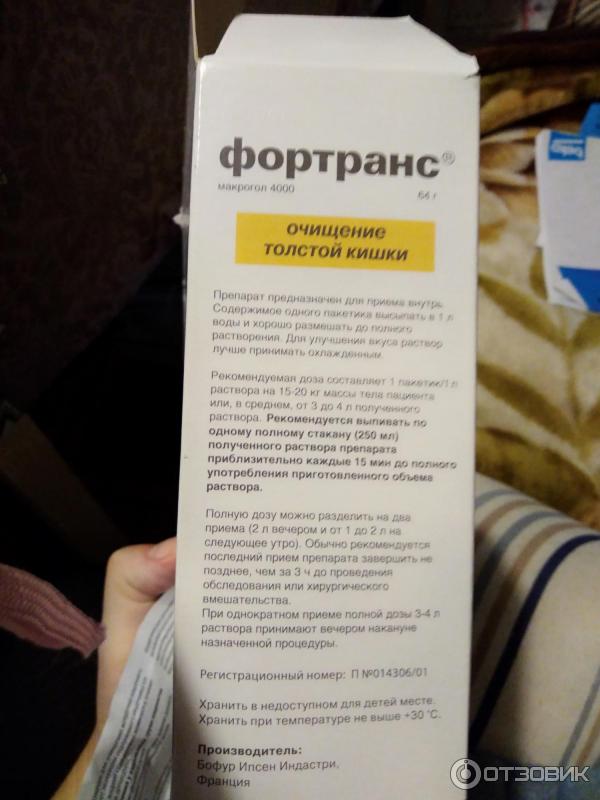 фортранс®
макрогол 4000 64 г
очищение
толстой кишки
Препарат предназначен для приема внутрь.
Содержимое одного пакетика высыпать в 1 л
воды и хорошо размешать до полного
растворения. Для улучшения вкуса раствор
лучше принимать охлажденным.
Рекомендуемая доза составляет 1 пакетик/1 л
раствора на 15-20 кг массы тела пациента
или, в среднем, от 3 до 4 л полученного
раствора. Рекомендуется выпивать по
одному полному стакану (250 мл)
полученного раствора препарата
приблизительно каждые 15 мин до полного
употребления приготовленного объема
раствора.
Полную дозу можно разделить на два
приема (2 л вечером и от 1 до 2 л на
следующее утро). Обычно рекомендуется
последний прием препарата завершить не
позднее, чем за 3 ч до проведения
обследования или хирургического
вмешательства.
При однократном приеме полной дозы 3-4 л
раствора принимают вечером накануне
назначенной процедуры.
Регистрационный номер: П №014306/01
Хранить в недоступном для детей месте.
Хранить при температуре не выше +30 °С.
Производитель:
Бофур Ипсен Индастри,
Франция
ОТЗОВИК